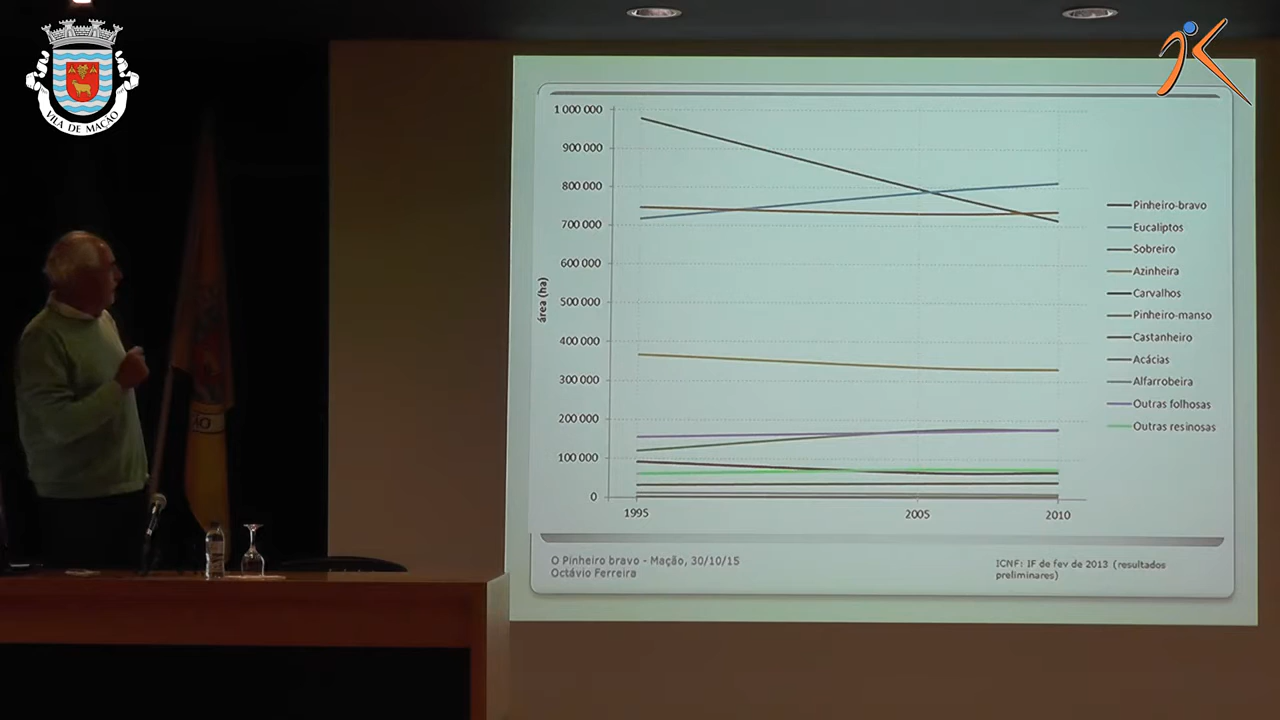 VILA DE MAÇÃO
1 000 000
900 000
800 000
700 000
600 000
500 000
400 000
300 000
200 000
100 000
0
área (ha)
1995
2005
2010
Pinheiro-bravo
Eucaliptos
Sobreiro
Azinheira
Carvalhos
Pinheiro-manso
Castanheiro
Acácias
Alfarrobeira
Outras folhosas
Outras resinosas
O Pinheiro bravo - Mação, 30/10/15
Octávio Ferreira
ICNF: IF de fev de 2013 (resultados
preliminares)
ÃO